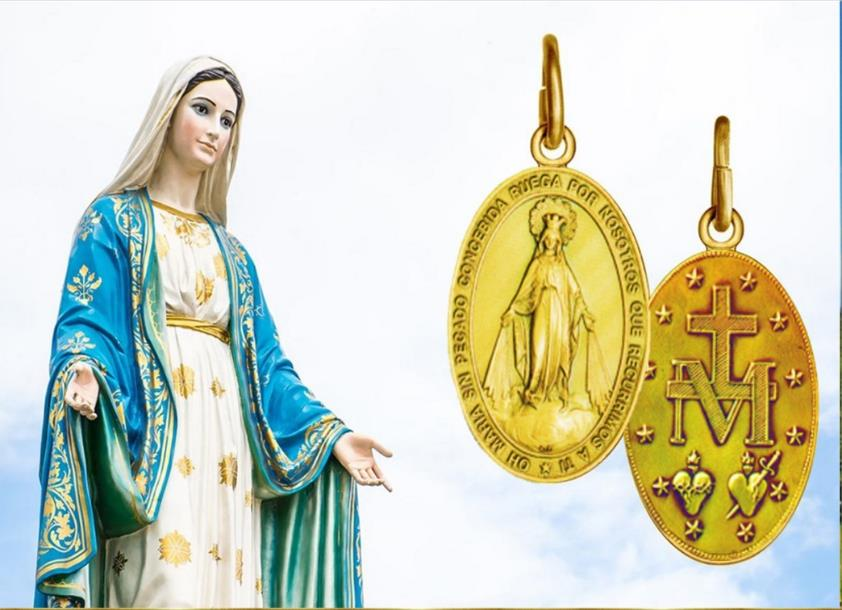 OH MARIA SIN PECADO CONCEBIDA RUEGA POR NOSOTROS QUE RECURRIMOS A TI
M